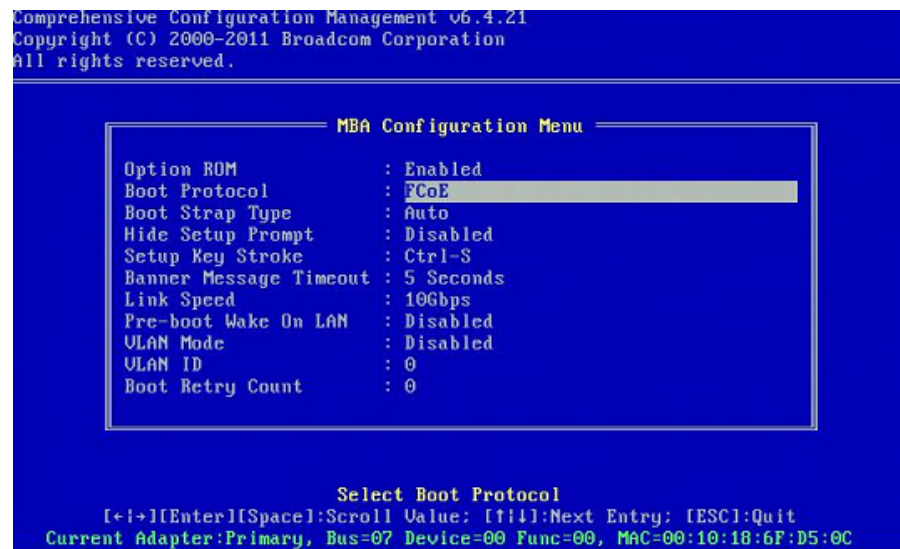 Comprehensive Configuration Management v6.4.21
Copyright (C) 2000-2011 Broadcom Corporation
All rights reserved.
MBA Configuration Menu
Option ROM : Enabled
Boot Protocol : FCoE
Boot Strap Type : Auto
Hide Setup Prompt : Disabled
Setup Key Stroke : Ctrl-S
Banner Message Timeout : 5 Seconds
Link Speed : 10Gbps
Pre-boot Wake On LAN : Disabled
VLAN Mode : Disabled
VLAN ID : 0
Boot Retry Count : 0
Select Boot Protocol
[←|→][Enter][Space]:Scroll Value; [↑|↓]:Next Entry; [ESC]:Quit
Current Adapter:Primary, Bus=07 Device=00 Func=00, MAC=00:10:18:6F:D5:0C